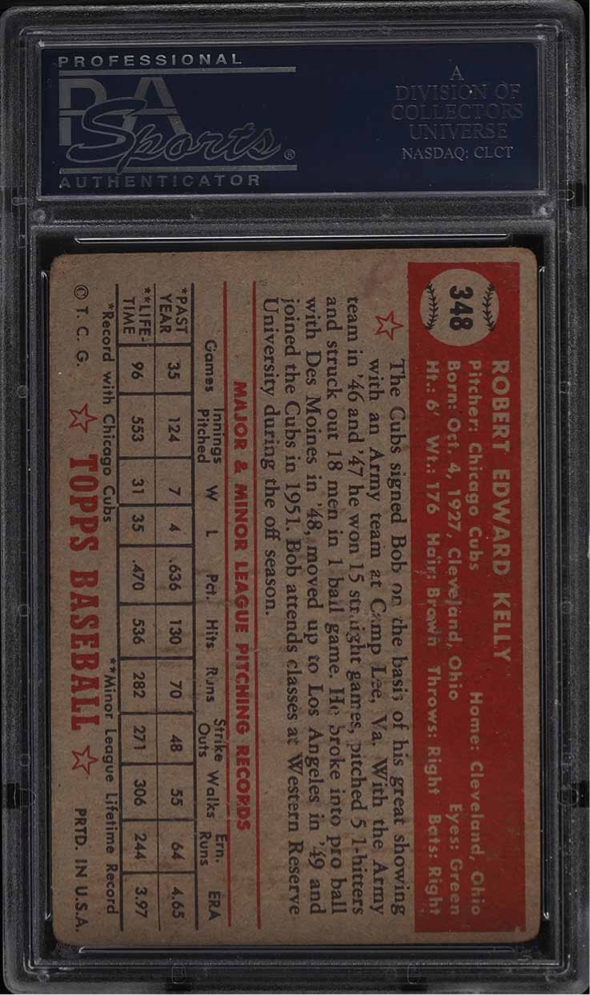 PROFESSIONAL
PSA
Sports®
AUTHENTICATOR
A
DIVISION OF
COLLECTORS
UNIVERSE
NASDAQ: CLCT
348
ROBERT EDWARD KELLY
Pitcher: Chicago Cubs Home: Cleveland, Ohio
Born: Oct. 4, 1927, Cleveland, Ohio Eyes: Green
Ht.: 6' Wt.: 176 Hair: Brown Throws: Right Bats: Right
The Cubs signed Bob on the basis of his great showing
with an Army team at Camp Lee, Va. With the Army
team in '46 and '47 he won 15 straight games, pitched 5 1-hitters
and struck out 18 men in 1 ball game. He broke into pro ball
with Des Moines in '48, moved up to Los Angeles in '49 and
joined the Cubs in 1951. Bob attends classes at Western Reserve
University during the off season.
MAJOR & MINOR LEAGUE PITCHING RECORDS
Games Innings Pitched W L Pct. Hits Runs Strike Outs Walks Ern. Runs ERA
*PAST YEAR 35 124 7 4 .636 130 70 48 55 64 4.65
**LIFE-TIME 96 553 31 35 .470 536 282 271 306 244 3.97
*Record with Chicago Cubs **Minor League Lifetime Record
© T. C. G. TOPPS BASEBALL PRTD. IN U.S.A.